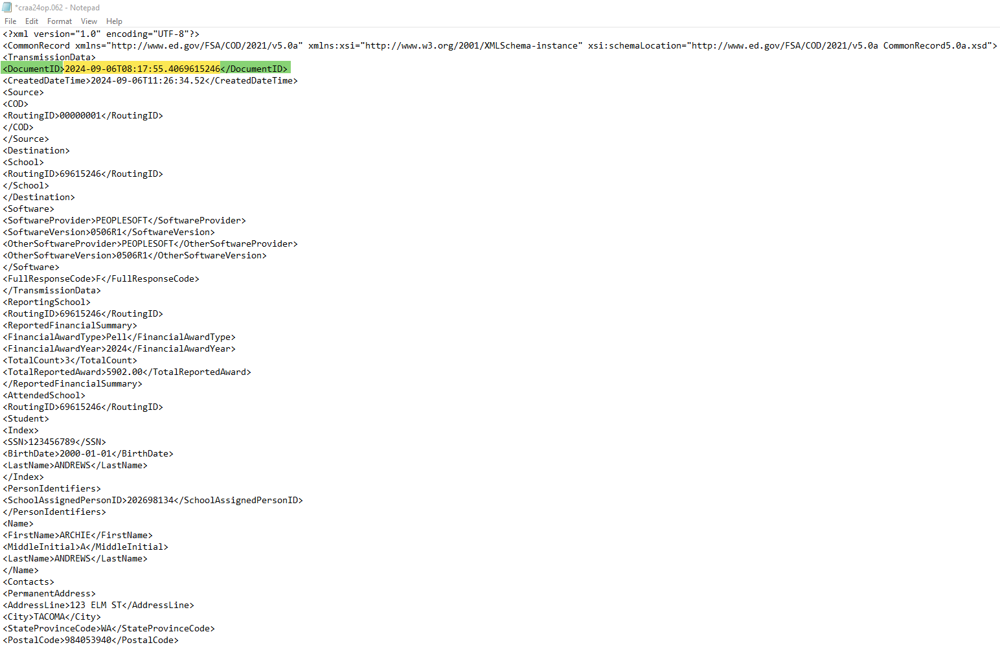 *craa24op.062 - Notepad
File Edit Format View Help
<?xml version="1.0" encoding="UTF-8"?>
<CommonRecord xmlns="http://www.ed.gov/FSA/COD/2021/v5.0a" xmlns:xsi="http://www.w3.org/2001/XMLSchema-instance" xsi:schemaLocation="http://www.ed.gov/FSA/COD/2021/v5.0a CommonRecord5.0a.xsd">
<TransmissionData>
<DocumentID>2024-09-06T08:17:55.4069615246</DocumentID>
<CreatedDateTime>2024-09-06T11:26:34.52</CreatedDateTime>
<Source>
<COD>
<RoutingID>00000001</RoutingID>
</COD>
</Source>
<Destination>
<School>
<RoutingID>69615246</RoutingID>
</School>
</Destination>
<Software>
<SoftwareProvider>PEOPLESOFT</SoftwareProvider>
<SoftwareVersion>0506R1</SoftwareVersion>
<OtherSoftwareProvider>PEOPLESOFT</OtherSoftwareProvider>
<OtherSoftwareVersion>0506R1</OtherSoftwareVersion>
</Software>
<FullResponseCode>F</FullResponseCode>
</TransmissionData>
<ReportingSchool>
<RoutingID>69615246</RoutingID>
<ReportedFinancialSummary>
<FinancialAwardType>Pell</FinancialAwardType>
<FinancialAwardYear>2024</FinancialAwardYear>
<TotalCount>3</TotalCount>
<TotalReportedAward>5902.00</TotalReportedAward>
</ReportedFinancialSummary>
<AttendedSchool>
<RoutingID>69615246</RoutingID>
<Student>
<Index>
<SSN>123456789</SSN>
<BirthDate>2000-01-01</BirthDate>
<LastName>ANDREWS</LastName>
</Index>
<PersonIdentifiers>
<SchoolAssignedPersonID>202698134</SchoolAssignedPersonID>
</PersonIdentifiers>
<Name>
<FirstName>ARCHIE</FirstName>
<MiddleInitial>A</MiddleInitial>
<LastName>ANDREWS</LastName>
</Name>
<Contacts>
<PermanentAddress>
<AddressLine>123 ELM ST</AddressLine>
<City>TACOMA</City>
<StateProvinceCode>WA</StateProvinceCode>
<PostalCode>984053940</PostalCode>